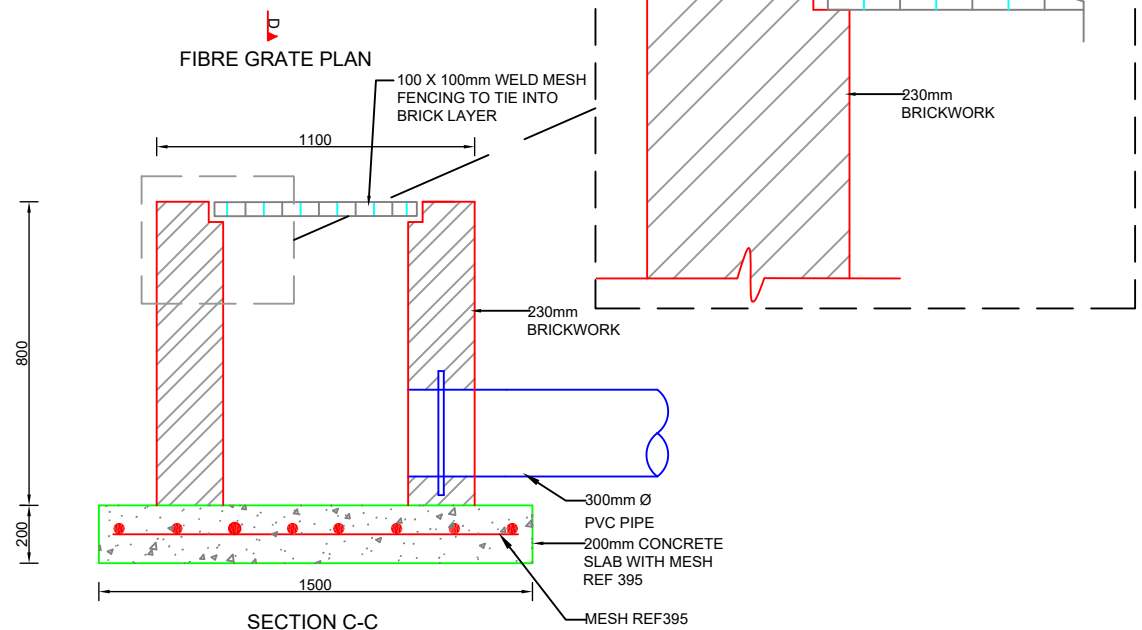 D
FIBRE GRATE PLAN
100 X 100mm WELD MESH
FENCING TO TIE INTO
BRICK LAYER
230mm
BRICKWORK
1100
800
230mm
BRICKWORK
300mm Ø
PVC PIPE
200mm CONCRETE
SLAB WITH MESH
REF 395
200
1500
MESH REF395
SECTION C-C